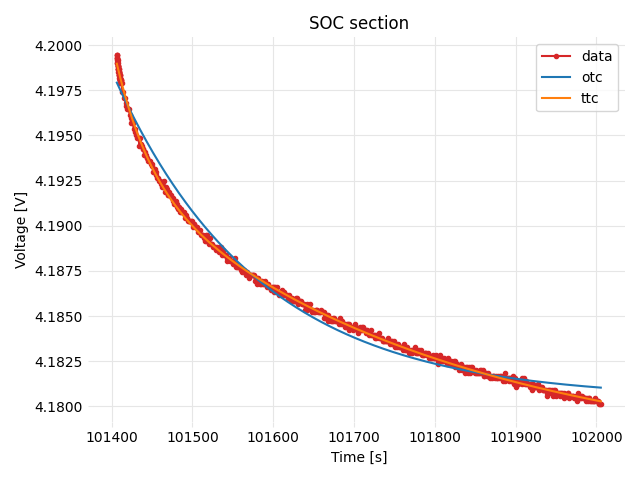 SOC section
4.2000
4.1975
4.1950
4.1925
4.1900
4.1875
4.1850
4.1825
4.1800
Voltage [V]
data
otc
ttc
101400 101500 101600 101700 101800 101900 102000
Time [s]